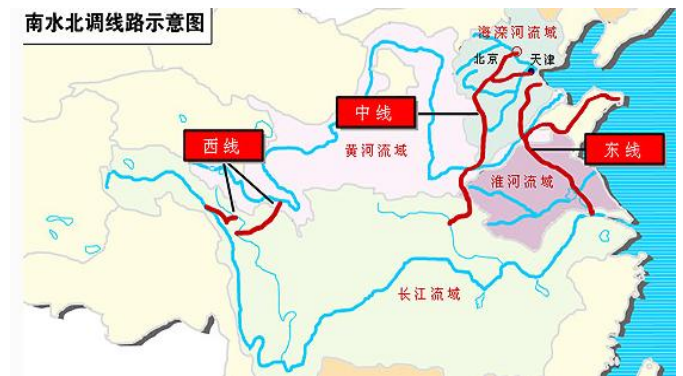 南水北调线路示意图
海滦河流域
北京
天津
中线
黄河流域
西线
东线
淮河流域
长江流域